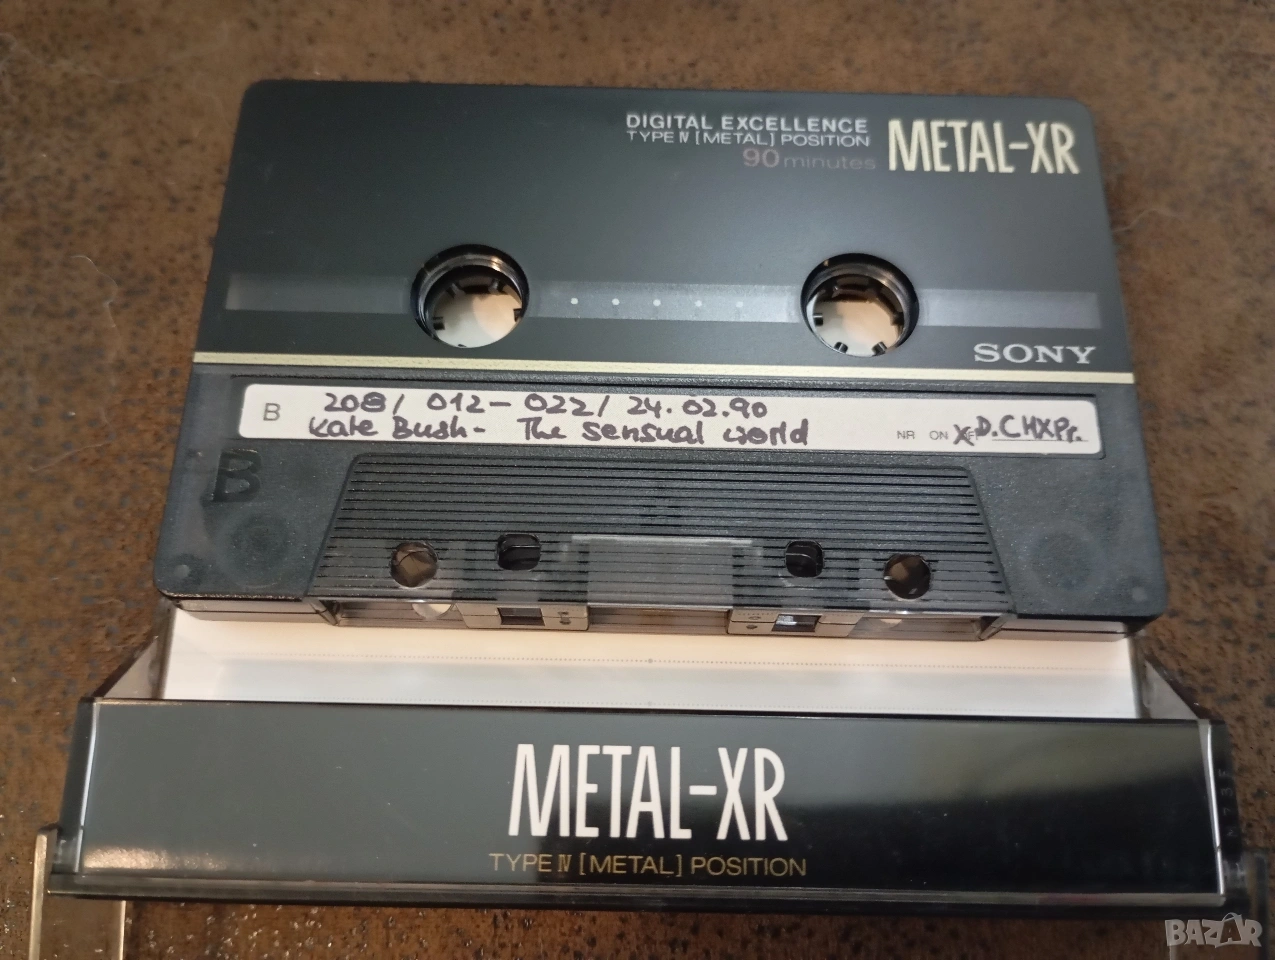 DIGITAL EXCELLENCE
TYPE IV [METAL] POSITION
90 minutes
METAL-XR
SONY
B 208/ 012-022/ 24.02.90
Kate Bush- The sensual world
NR ON X D.CHXPr.
B
METAL-XR
TYPE IV [METAL] POSITION
BAZAR